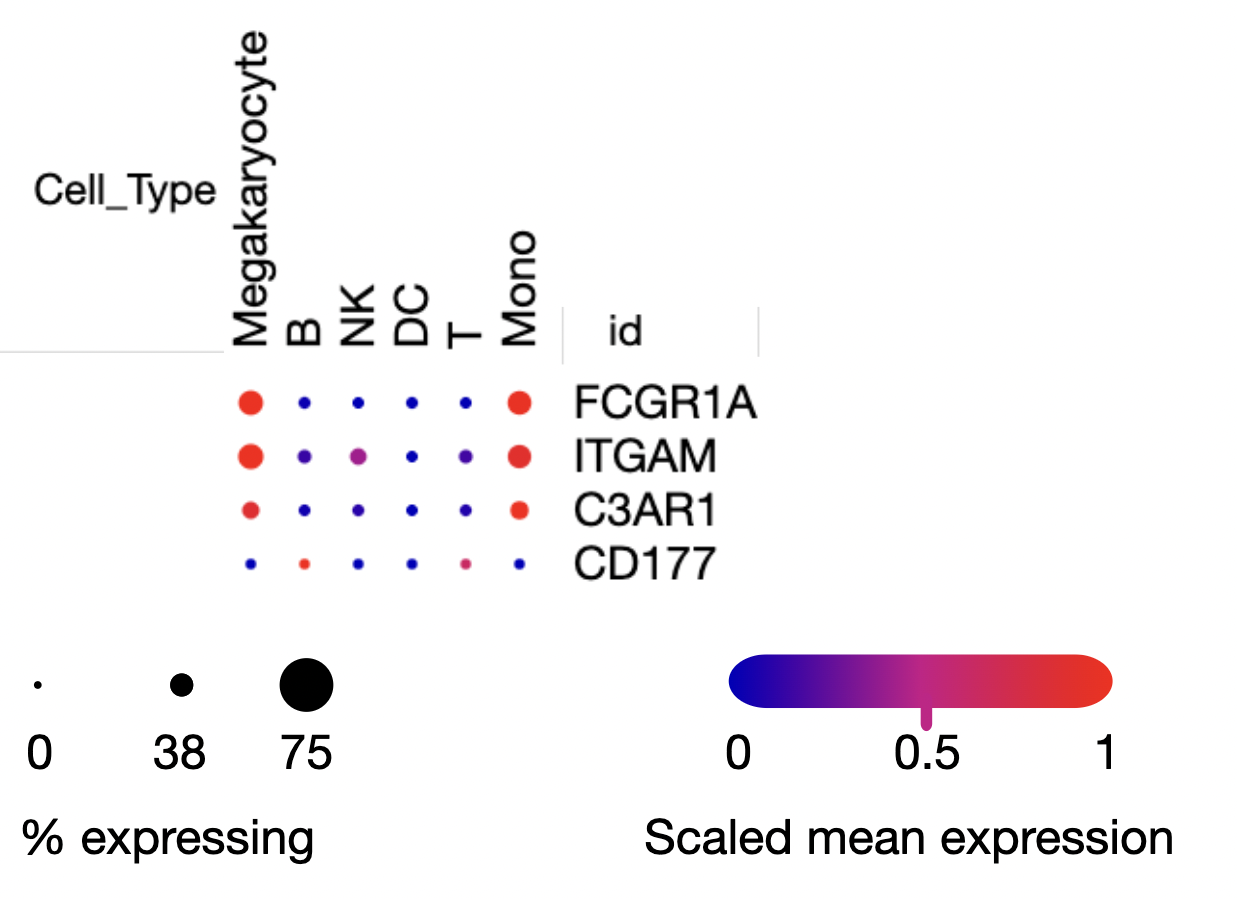 Cell_Type
Megakaryocyte
B
NK
DC
T
Mono
id
FCGR1A
ITGAM
C3AR1
CD177
0 38 75
% expressing
0 0.5 1
Scaled mean expression